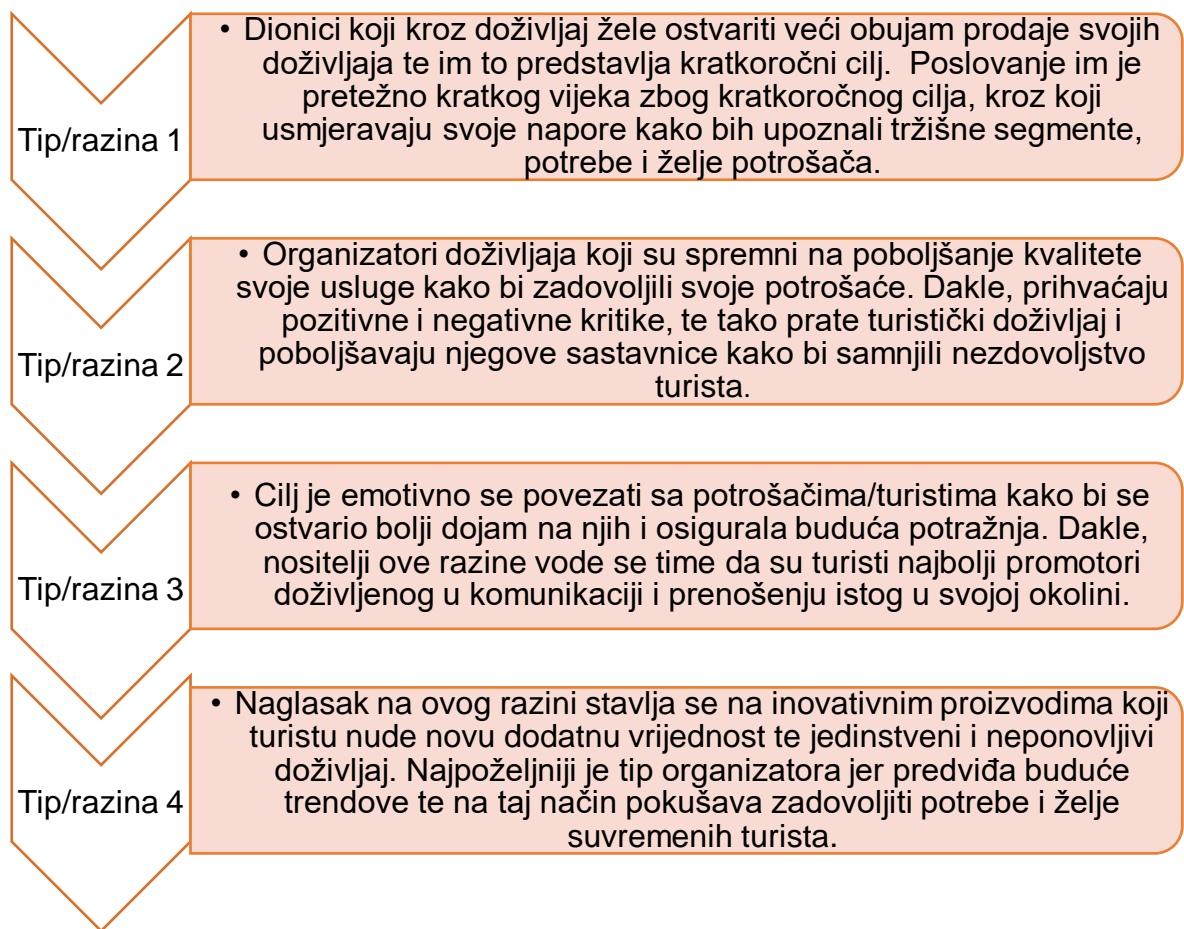 Tip/razina 1
• Dionici koji kroz doživljaj žele ostvariti veći obujam prodaje svojih
doživljaja te im to predstavlja kratkoročni cilj.  Poslovanje im je
pretežno kratkog vijeka zbog kratkoročnog cilja, kroz koji
usmjeravaju svoje napore kako bih upoznali tržišne segmente,
potrebe i želje potrošača.
Tip/razina 2
• Organizatori doživljaja koji su spremni na poboljšanje kvalitete
svoje usluge kako bi zadovoljili svoje potrošaće. Dakle, prihvaćaju
pozitivne i negativne kritike, te tako prate turistički doživljaj i
poboljšavaju njegove sastavnice kako bi samnjili nezdovoljstvo
turista.
Tip/razina 3
• Cilj je emotivno se povezati sa potrošačima/turistima kako bi se
ostvario bolji dojam na njih i osigurala buduća potražnja. Dakle,
nositelji ove razine vode se time da su turisti najbolji promotori
doživljenog u komunikaciji i prenošenju istog u svojoj okolini.
Tip/razina 4
• Naglasak na ovog razini stavlja se na inovativnim proizvodima koji
turistu nude novu dodatnu vrijednost te jedinstveni i neponovljivi
doživljaj. Najpoželjniji je tip organizatora jer predviđa buduće
trendove te na taj način pokušava zadovoljiti potrebe i želje
suvremenih turista.